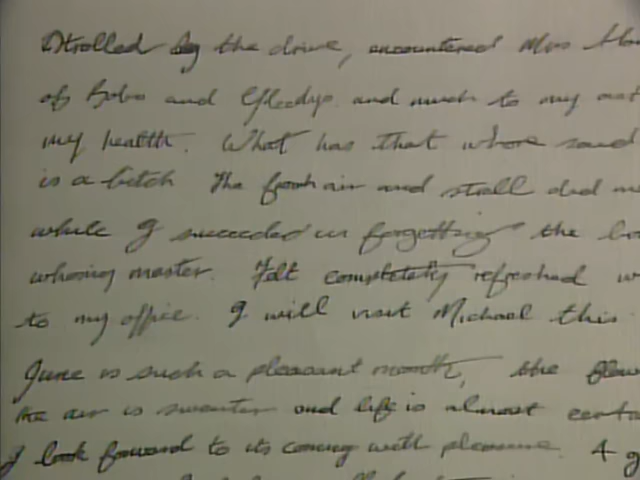 Strolled by the drive, encountered Mrs
of Bobo and Gladys and much to my
my health. What has that whore said
is a bitch The fresh air and stroll did me
while I succeeded in forgetting the
whoring master. Felt completely refreshed
to my office. I will visit Michael this
June is such a pleasant month, the
the air is sweeter and life is almost
I look forward to its coming with pleasure. A